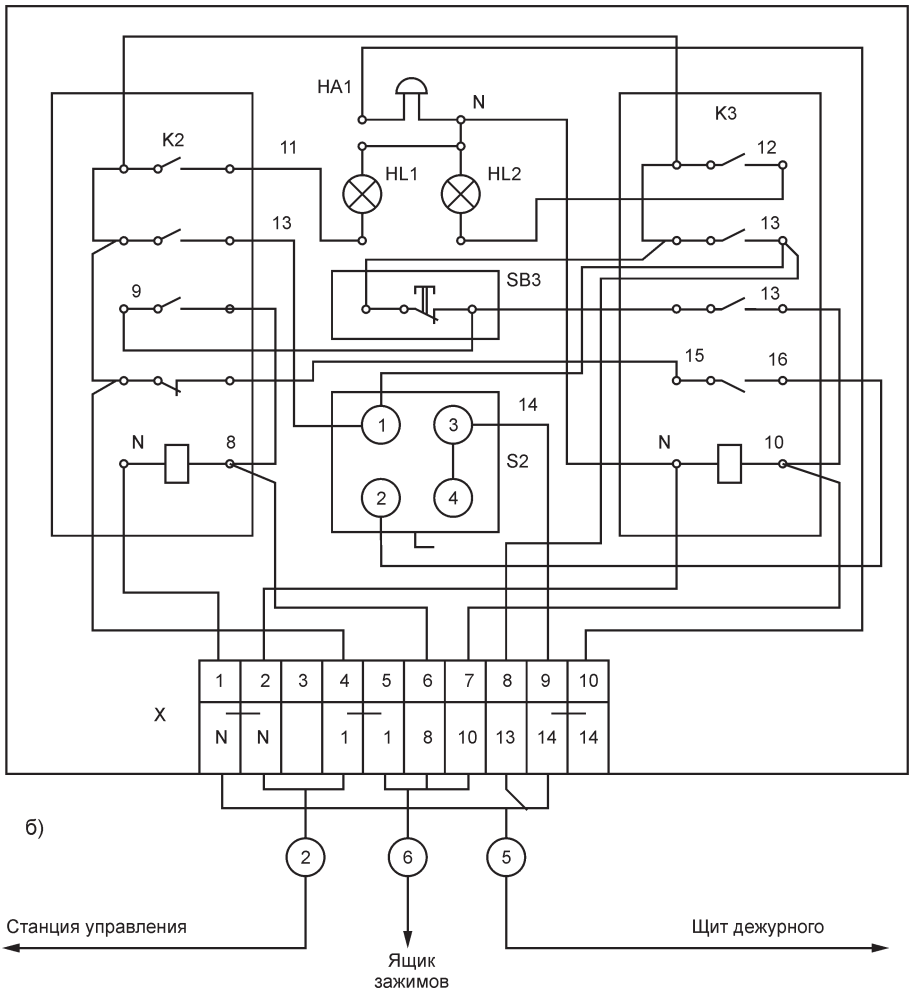 HA1
N
K2
K3
11
HL1
HL2
12
13
13
9
SB3
13
15
16
1
3
14
N
8
S2
N
10
2
4
1 2 3 4 5 6 7 8 9 10
X
N N 1 1 8 10 13 14 14
б)
2 6 5
Станция управления
Щит дежурного
Ящик
зажимов